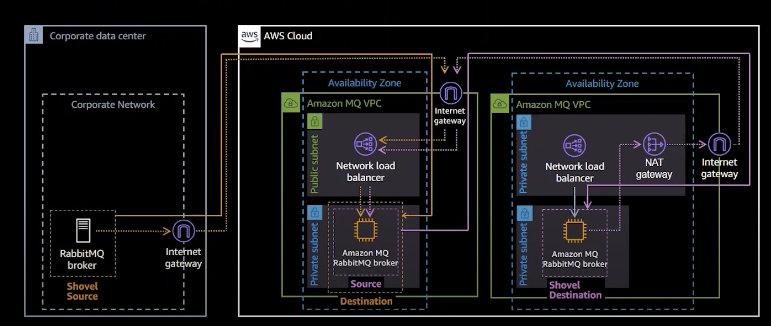 Corporate data center
aws
AWS Cloud
Corporate Network
RabbitMQ
broker
Shovel
Source
Internet
gateway
Availability Zone
Amazon MQ VPC
Internet
gateway
Public subnet
Network load
balancer
Private subnet
Amazon MQ
RabbitMQ broker
Source
Destination
Availability Zone
Amazon MQ VPC
Private subnet
Network load
balancer
NAT
gateway
Internet
gateway
Private subnet
Amazon MQ
RabbitMQ broker
Shovel
Destination